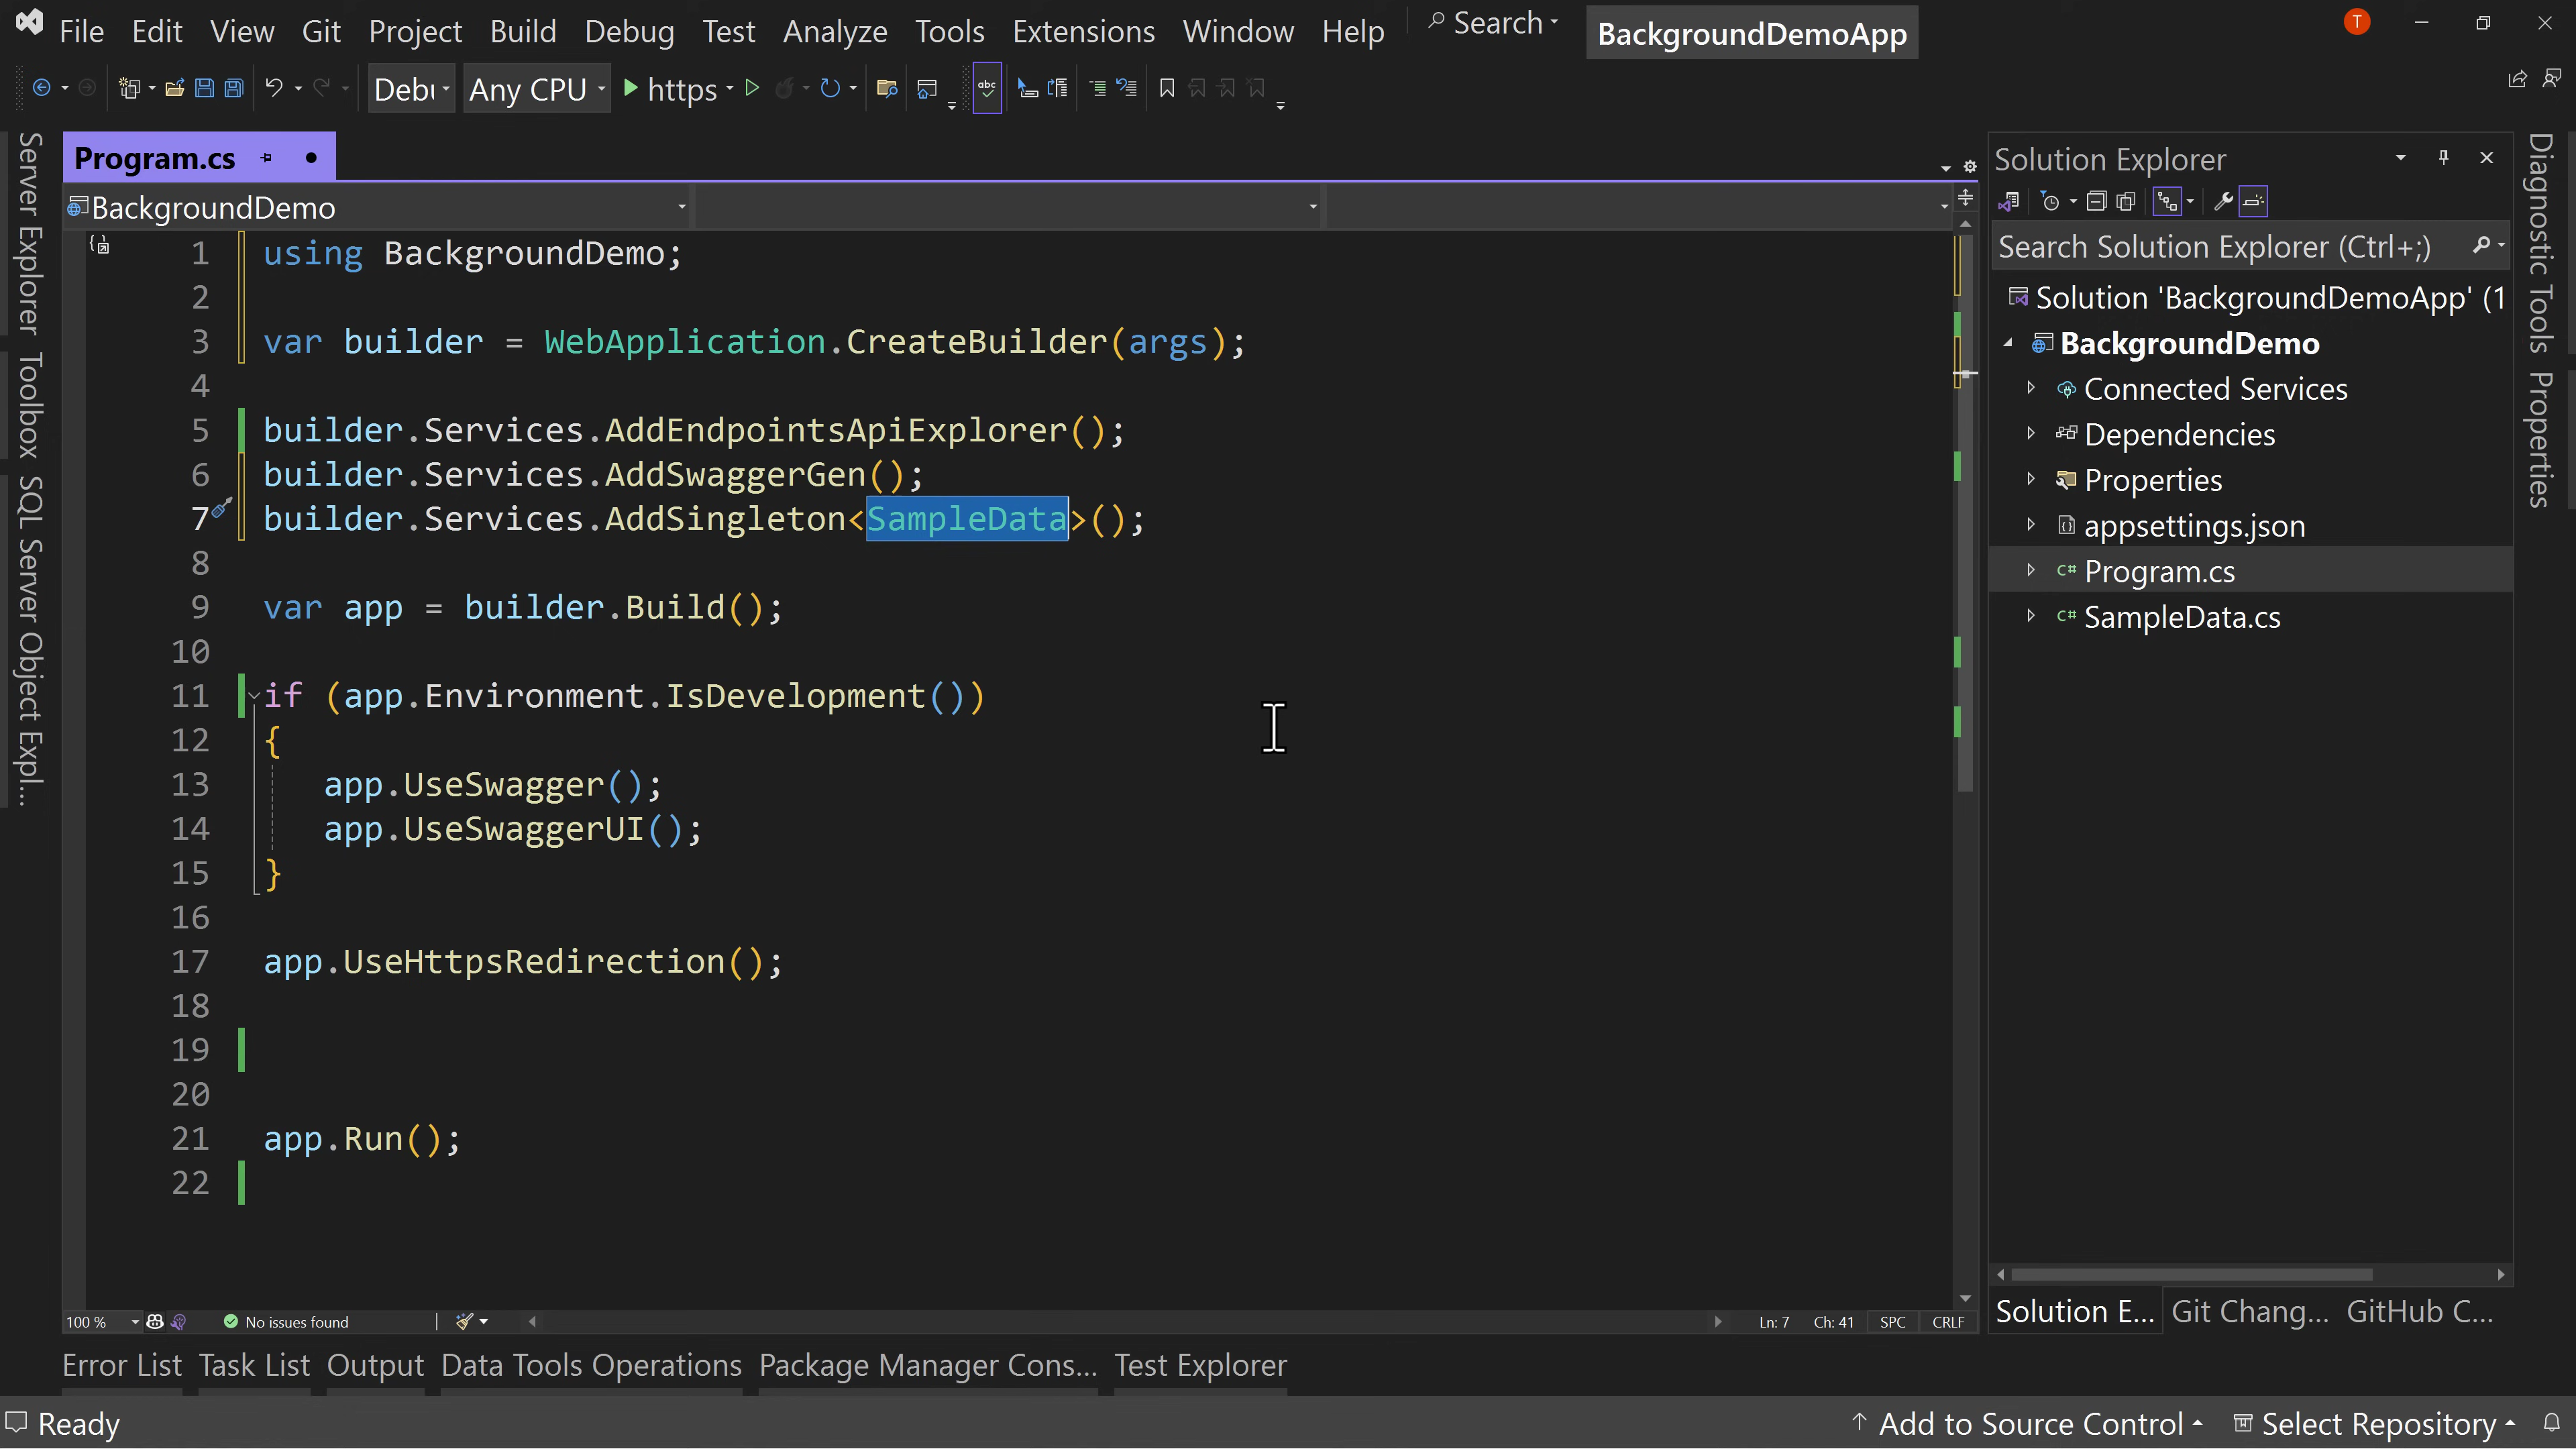 File Edit View Git Project Build Debug Test Analyze Tools Extensions Window Help Search BackgroundDemoApp T
Any CPU https abc
Server Explorer
Toolbox
SQL Server Object Expl...
Program.cs
BackgroundDemo
1 using BackgroundDemo;
2
3 var builder = WebApplication.CreateBuilder(args);
4
5 builder.Services.AddEndpointsApiExplorer();
6 builder.Services.AddSwaggerGen();
7 builder.Services.AddSingleton<SampleData>();
8
9 var app = builder.Build();
10
11 if (app.Environment.IsDevelopment())
12 {
13 app.UseSwagger();
14 app.UseSwaggerUI();
15 }
16
17 app.UseHttpsRedirection();
18
19
20
21 app.Run();
22
100 % No issues found Ln: 7 Ch: 41 SPC CRLF
Solution Explorer
Search Solution Explorer (Ctrl+;)
Solution 'BackgroundDemoApp' (1
BackgroundDemo
Connected Services
Dependencies
Properties
appsettings.json
C# Program.cs
C# SampleData.cs
Solution E... Git Chang... GitHub C...
Diagnostic Tools
Properties
Error List Task List Output Data Tools Operations Package Manager Cons... Test Explorer
Ready Add to Source Control Select Repository